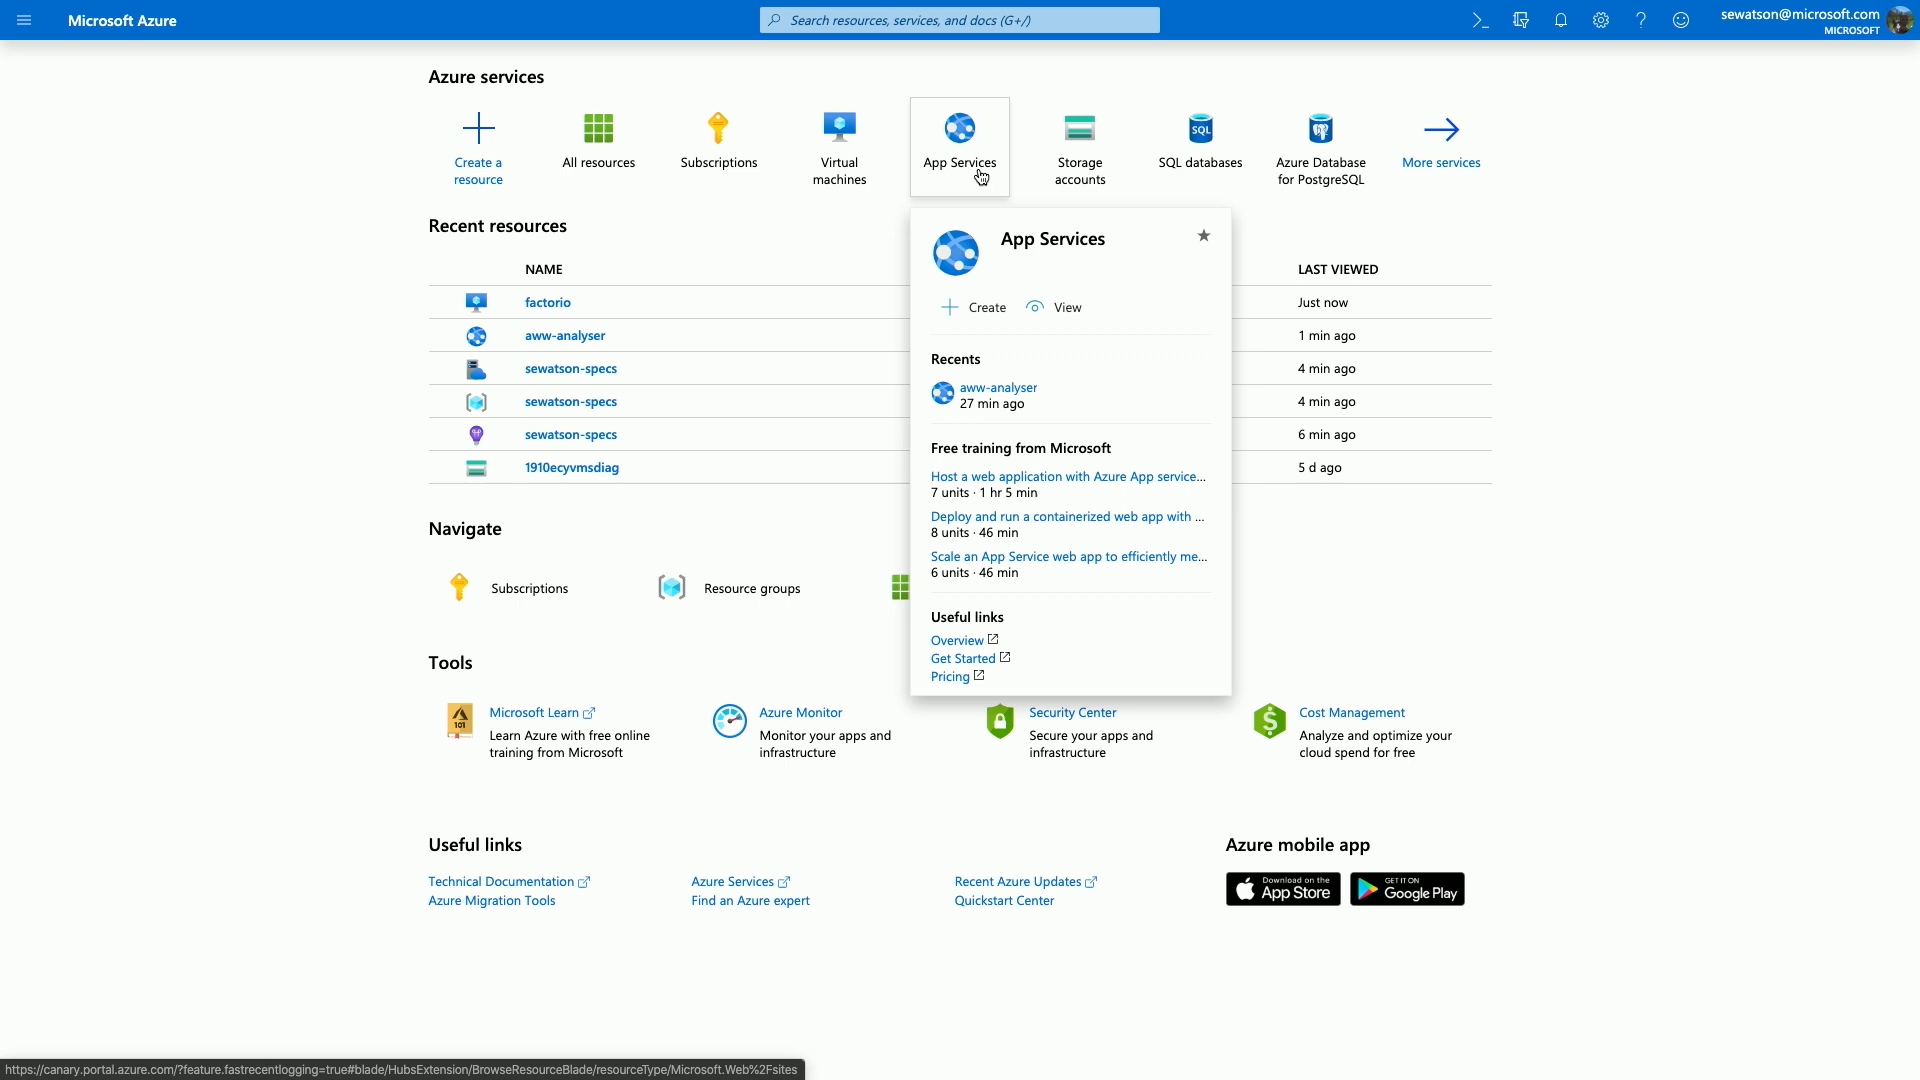 Microsoft Azure
Search resources, services, and docs (G+/)
sewatson@microsoft.com
MICROSOFT
Azure services
Create a
resource
All resources
Subscriptions
Virtual
machines
App Services
Storage
accounts
SQL
SQL databases
Azure Database
for PostgreSQL
More services
Recent resources
NAME
LAST VIEWED
factorio
Just now
aww-analyser
1 min ago
sewatson-specs
4 min ago
sewatson-specs
4 min ago
sewatson-specs
6 min ago
1910ecyvmsdiag
5 d ago
App Services
Create
View
Recents
aww-analyser
27 min ago
Free training from Microsoft
Host a web application with Azure App service...
7 units · 1 hr 5 min
Deploy and run a containerized web app with ...
8 units · 46 min
Scale an App Service web app to efficiently me...
6 units · 46 min
Useful links
Overview
Get Started
Pricing
Navigate
Subscriptions
Resource groups
Tools
101
Microsoft Learn
Learn Azure with free online
training from Microsoft
Azure Monitor
Monitor your apps and
infrastructure
Security Center
Secure your apps and
infrastructure
Cost Management
Analyze and optimize your
cloud spend for free
Useful links
Technical Documentation
Azure Migration Tools
Azure Services
Find an Azure expert
Recent Azure Updates
Quickstart Center
Azure mobile app
Download on the
App Store
GET IT ON
Google Play
https://canary.portal.azure.com/?feature.fastrecentlogging=true#blade/HubsExtension/BrowseResourceBlade/resourceType/Microsoft.Web%2Fsites